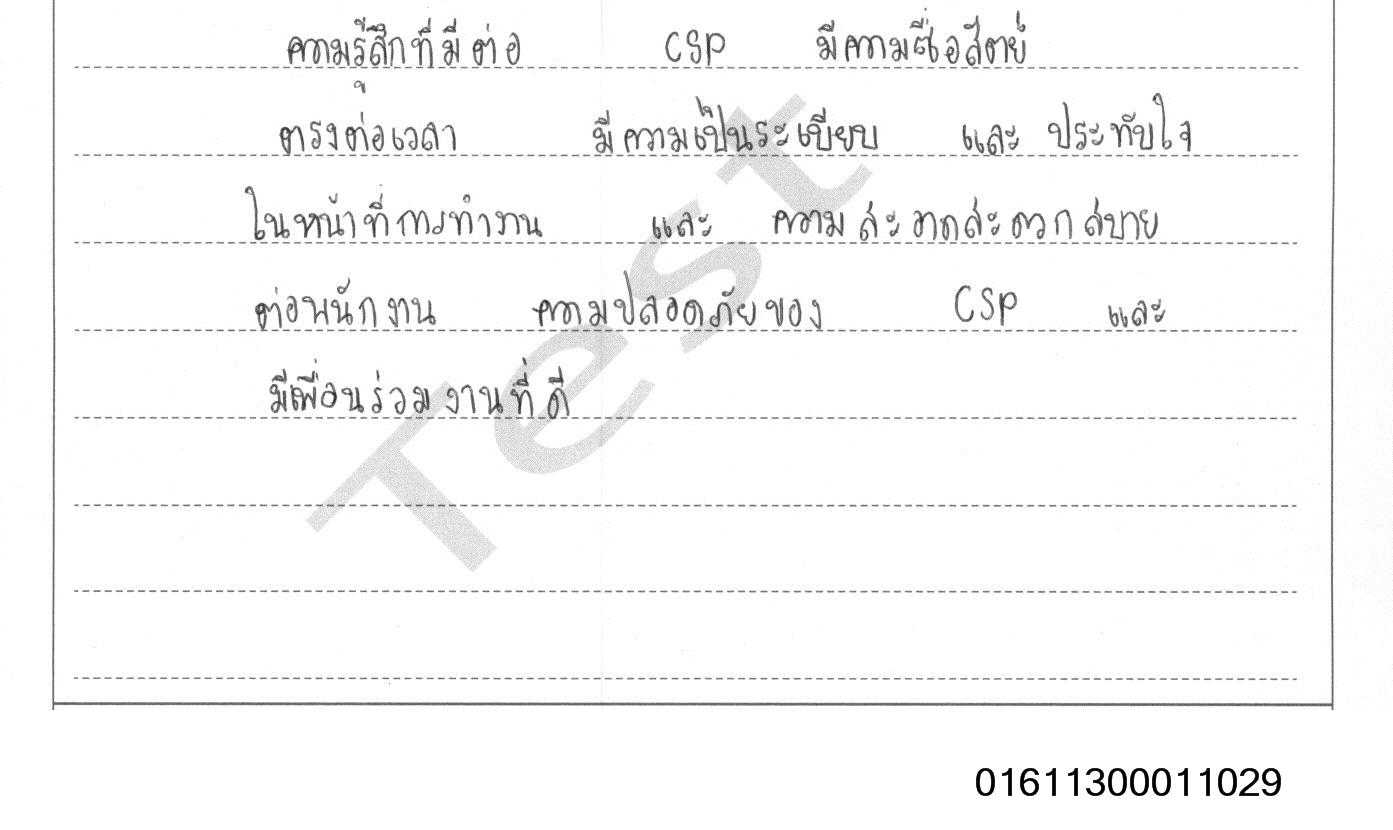 ความรู้สึกที่มีต่อ CSP มีความซื่อสัตย์
ตรงต่อเวลา มีความเป็นระเบียบ และ ประทับใจ
ในหน้าที่การทำงาน และ ความสะอาดสะดวกสบาย
ต่อพนักงาน ความปลอดภัยของ CSP และ
มีเพื่อนร่วมงานที่ดี
Test
01611300011029